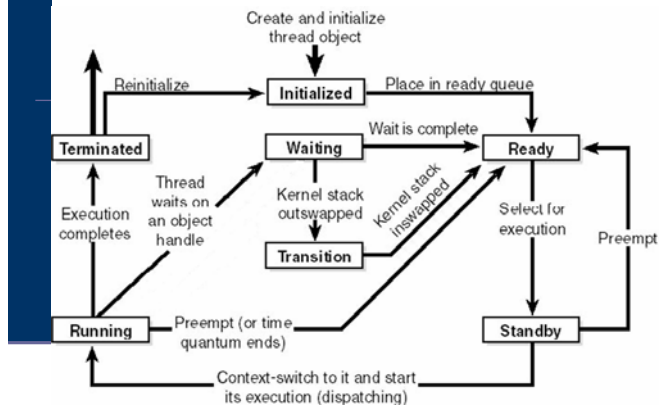 Create and initialize
thread object
Reinitialize
Initialized
Place in ready queue
Terminated
Waiting
Wait is complete
Ready
Thread
waits on
an object
handle
Kernel stack
outswapped
Kernel stack
inswapped
Select for
execution
Execution
completes
Preempt
Transition
Running
Preempt (or time
quantum ends)
Standby
Context-switch to it and start
its execution (dispatching)